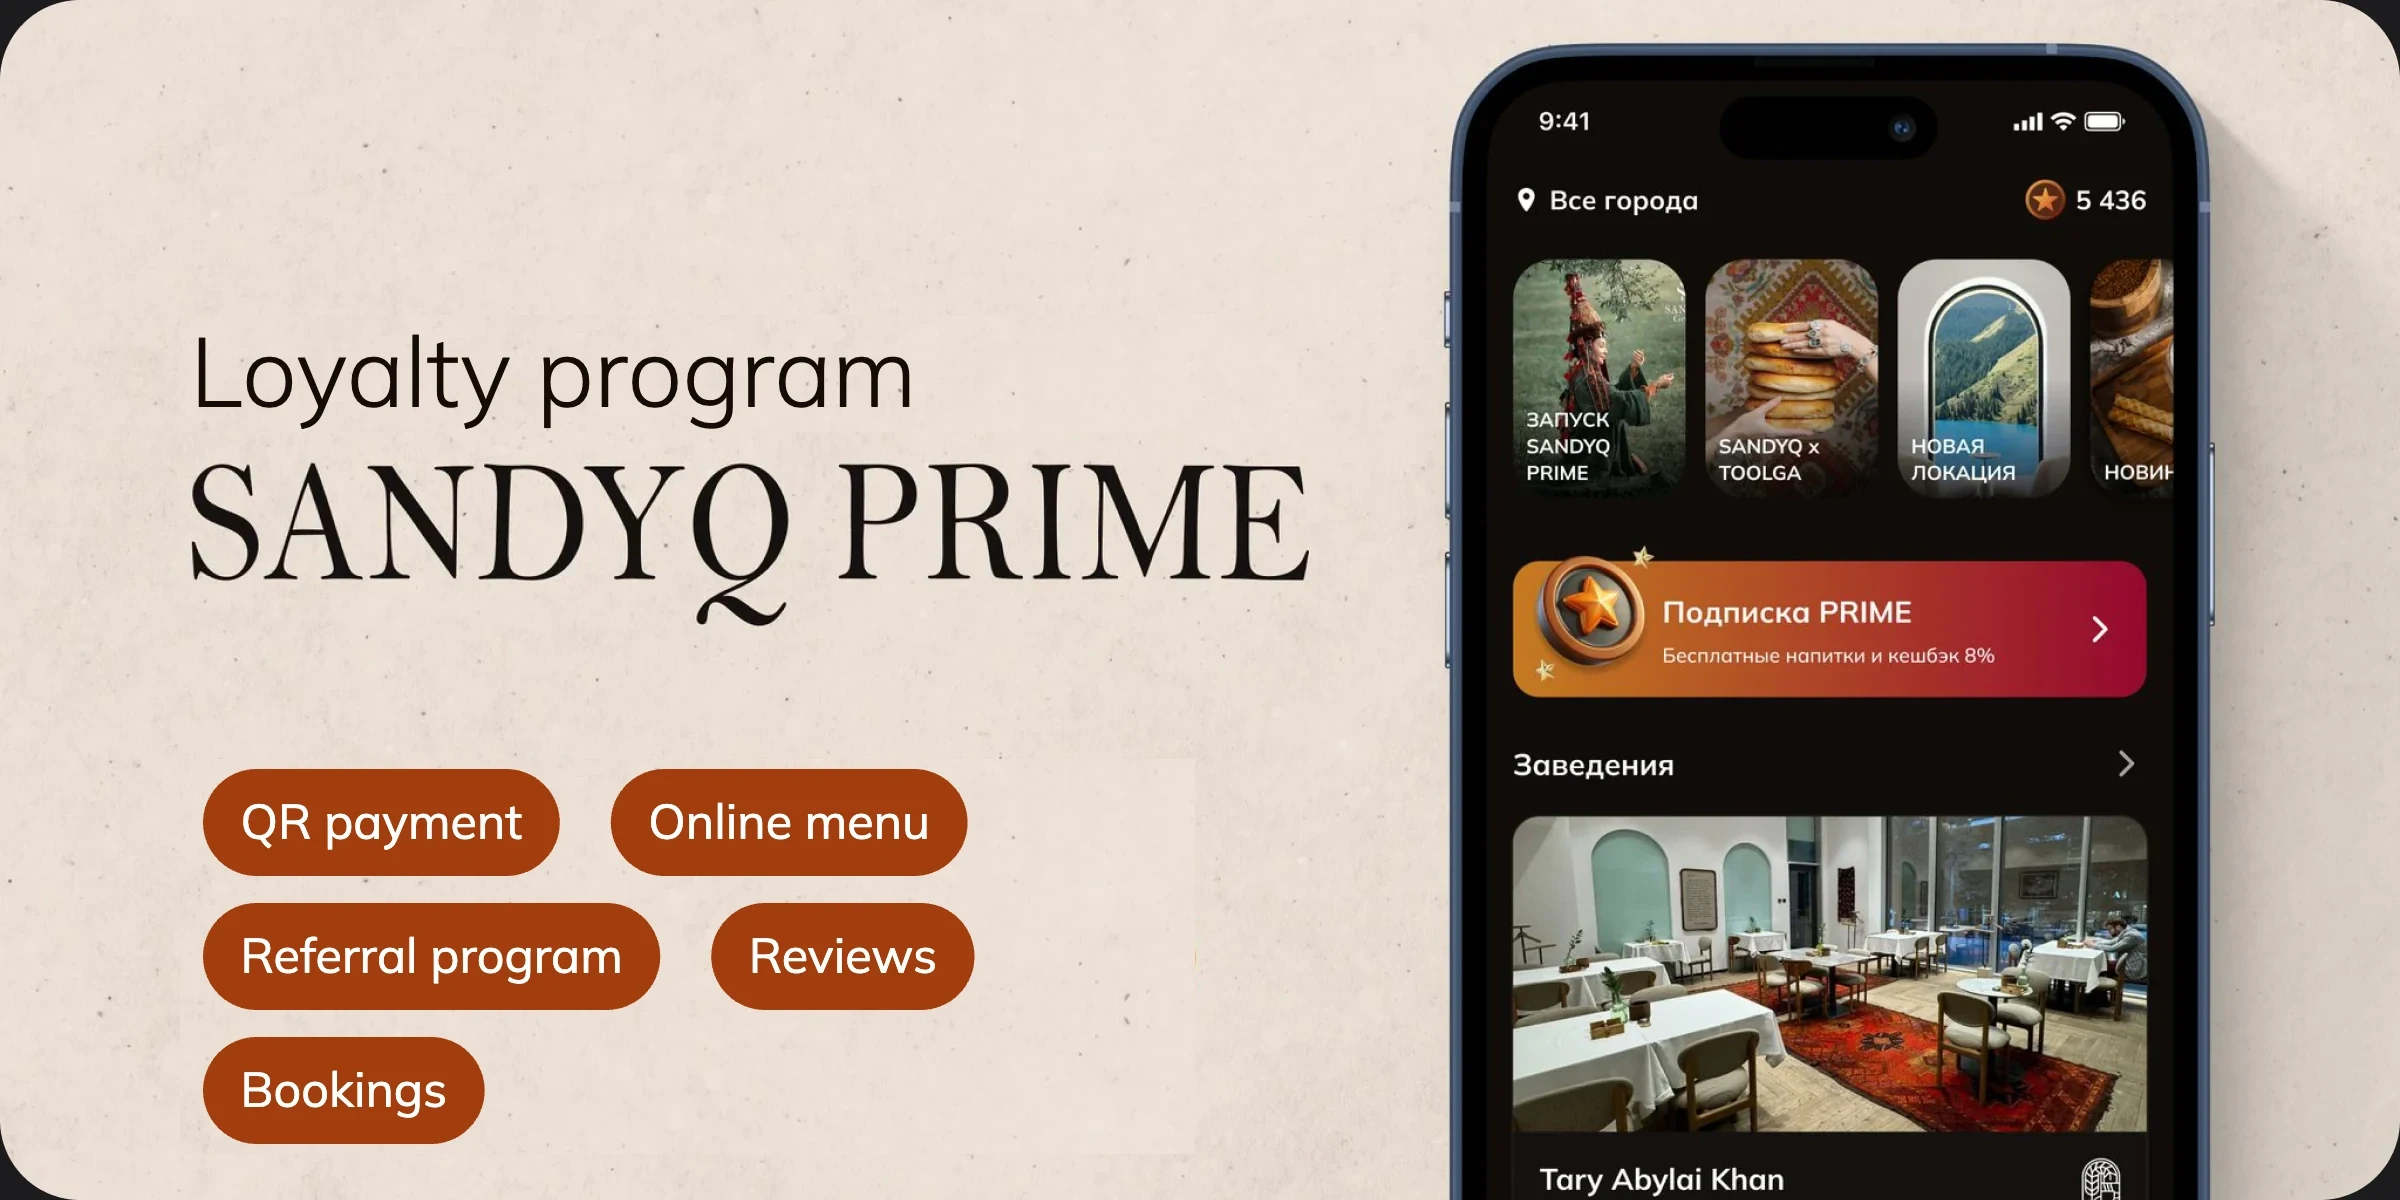 Loyalty program
SANDYQ PRIME
QR payment
Online menu
Referral program
Reviews
Bookings
9:41
Все города
5 436
ЗАПУСК
SANDYQ
PRIME
SANDYQ x
TOOLGA
НОВАЯ
ЛОКАЦИЯ
НОВИН
Подписка PRIME
Бесплатные напитки и кешбэк 8%
Заведения
Tary Abylai Khan